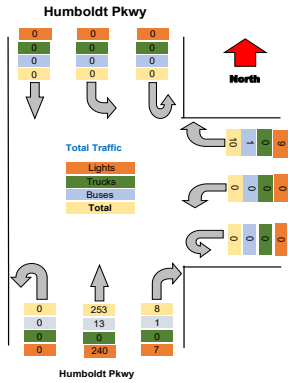 Humboldt Pkwy
0 0 0
0 0 0
0 0 0
0 0 0
North
10 1 0 9
Total Traffic
Lights
Trucks
Buses
Total
0 0 0 0
0 0 0 0
0 253 8
0 13 1
0 0 0
0 240 7
Humboldt Pkwy